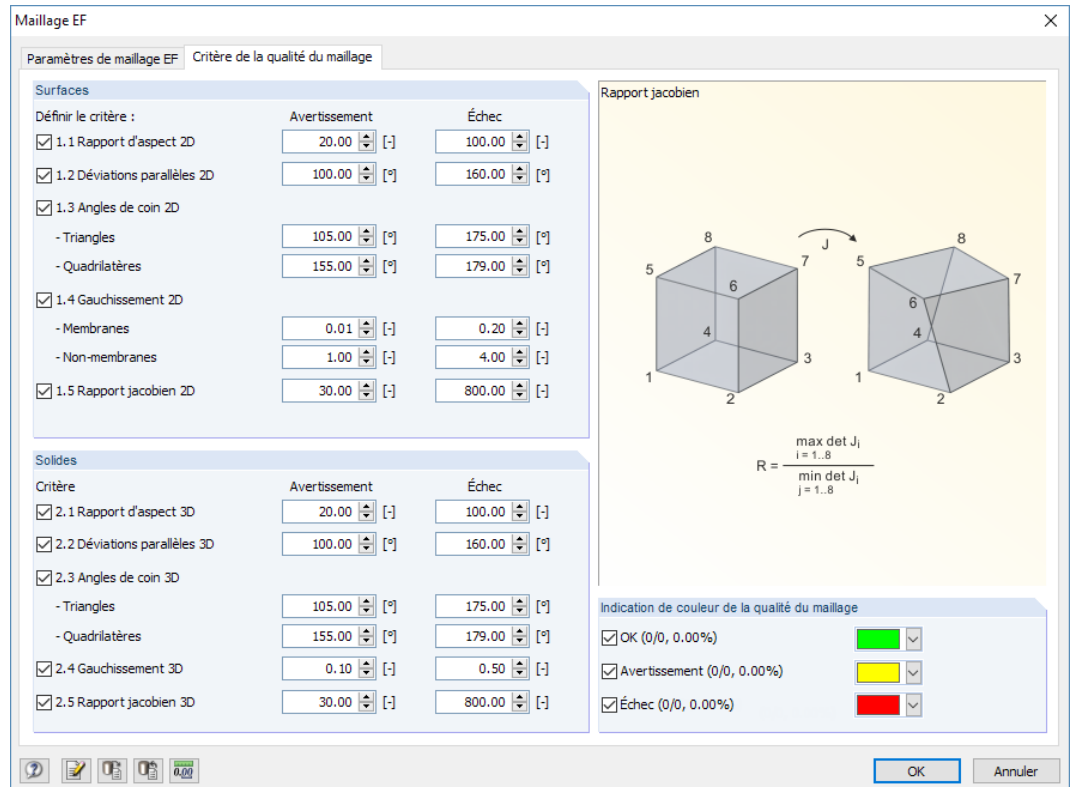 Maillage EF
Paramètres de maillage EF Critère de la qualité du maillage
Surfaces
Définir le critère : Avertissement Échec
1.1 Rapport d'aspect 2D 20.00 [-] 100.00 [-]
1.2 Déviations parallèles 2D 100.00 [°] 160.00 [°]
1.3 Angles de coin 2D
- Triangles 105.00 [°] 175.00 [°]
- Quadrilatères 155.00 [°] 179.00 [°]
1.4 Gauchissement 2D
- Membranes 0.01 [-] 0.20 [-]
- Non-membranes 1.00 [-] 4.00 [-]
1.5 Rapport jacobien 2D 30.00 [-] 800.00 [-]
Solides
Critère Avertissement Échec
2.1 Rapport d'aspect 3D 20.00 [-] 100.00 [-]
2.2 Déviations parallèles 3D 100.00 [°] 160.00 [°]
2.3 Angles de coin 3D
- Triangles 105.00 [°] 175.00 [°]
- Quadrilatères 155.00 [°] 179.00 [°]
2.4 Gauchissement 3D 0.10 [-] 0.50 [-]
2.5 Rapport jacobien 3D 30.00 [-] 800.00 [-]
Rapport jacobien
8 J 8
5 7 5 7
6 6
4 4
1 3 1 3
2 2
max det Ji
i = 1..8
R =
min det Ji
j = 1..8
Indication de couleur de la qualité du maillage
OK (0/0, 0.00%)
Avertissement (0/0, 0.00%)
Échec (0/0, 0.00%)
0.00
OK Annuler